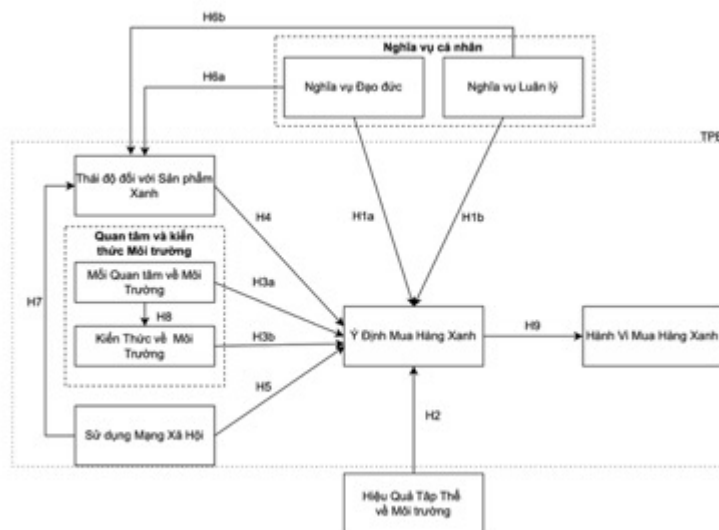 H6b
Nghĩa vụ cá nhân
H6a
Nghĩa vụ Đạo đức
Nghĩa vụ Luân lý
TPB
Thái độ đối với Sản phẩm
Xanh
H4
H1a
H1b
Quan tâm và kiến
thức Môi trường
Mối Quan tâm về Môi
Trường
H3a
H7
H8
Kiến Thức về Môi
Trường
H3b
Ý Định Mua Hàng Xanh
H9
Hành Vi Mua Hàng Xanh
H5
Sử dụng Mạng Xã Hội
H2
Hiệu Quả Tập Thể
về Môi trường